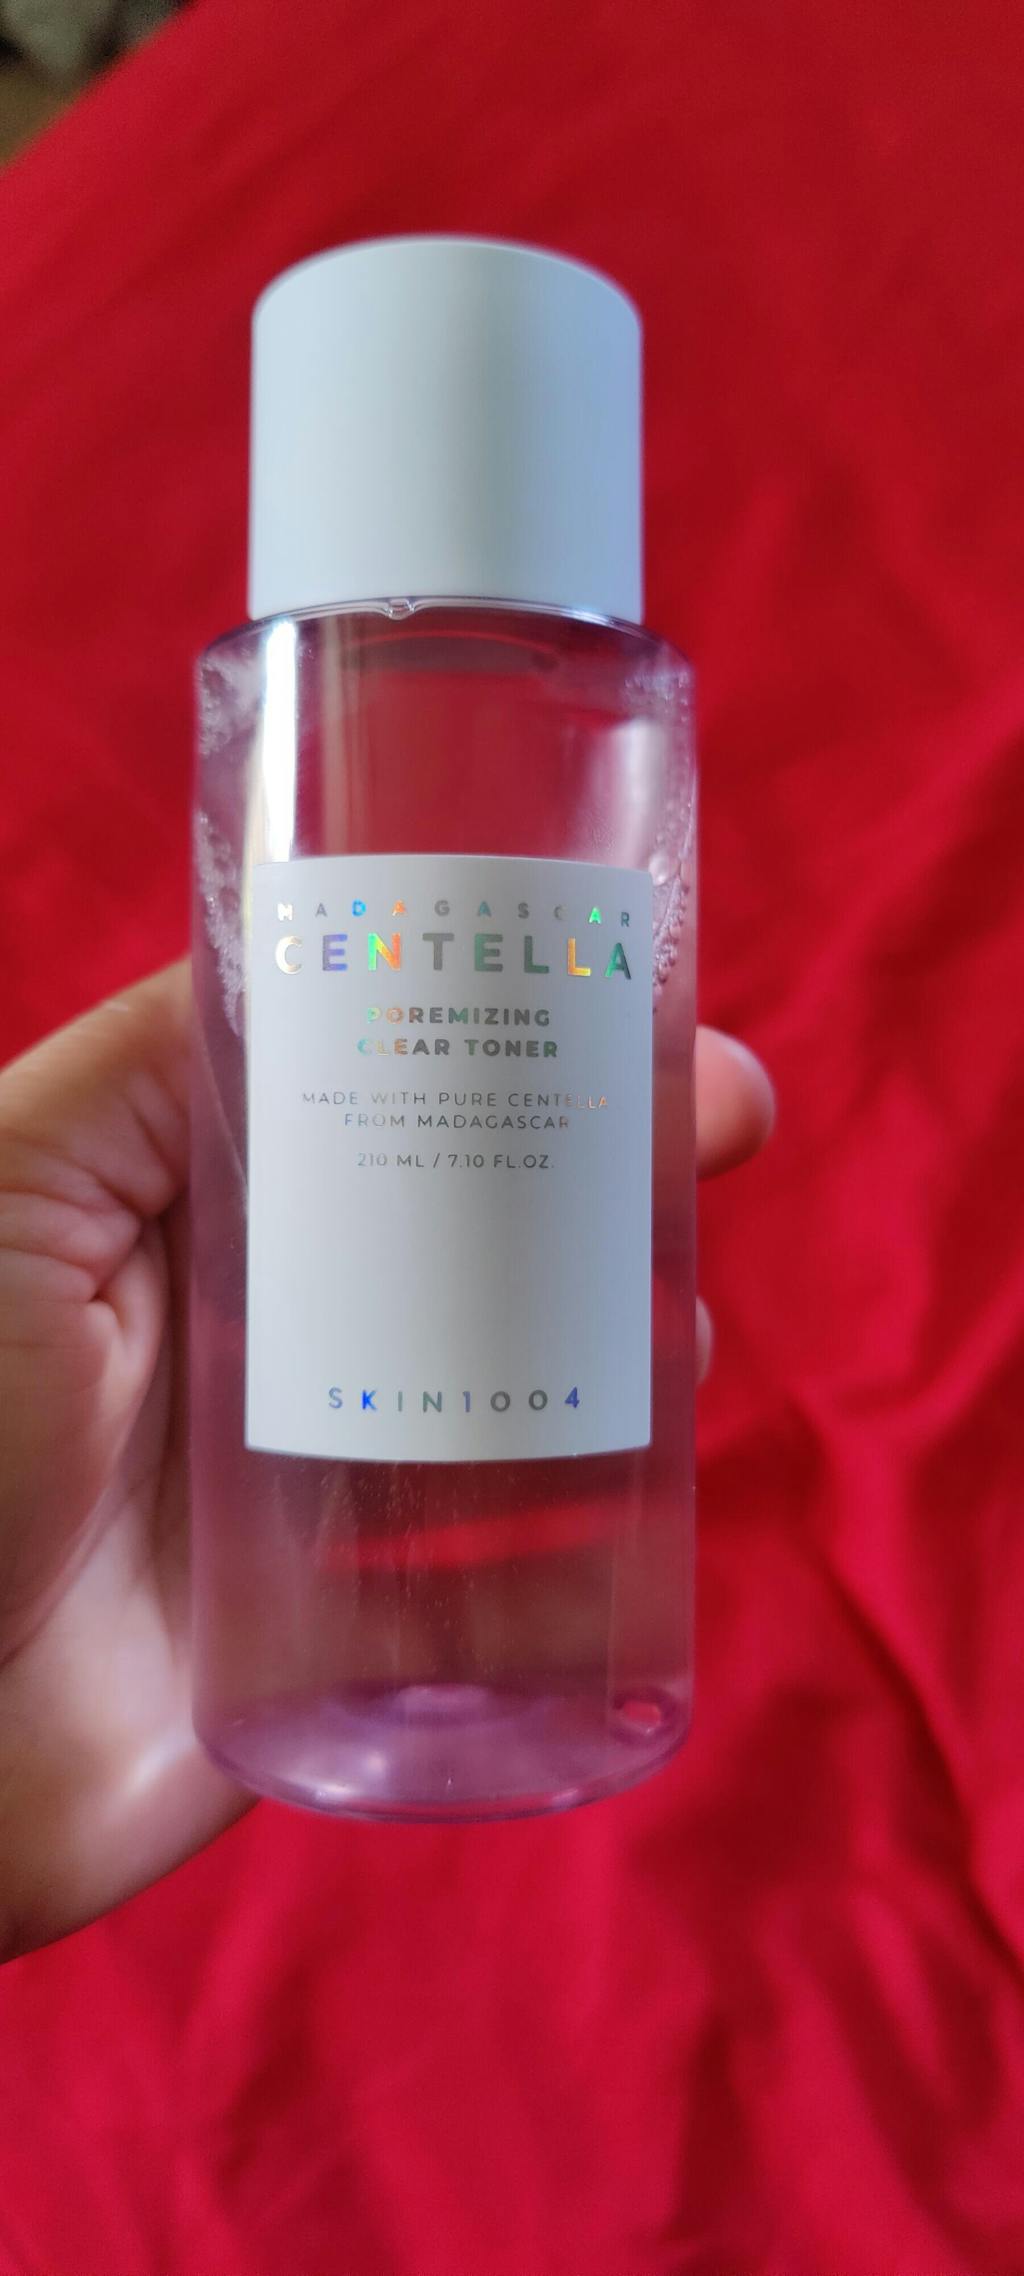 MADAGASCAR
CENTELLA
POREMIZING
CLEAR TONER
MADE WITH PURE CENTELLA
FROM MADAGASCAR
210 ML / 7.10 FL.OZ.
SKIN1004